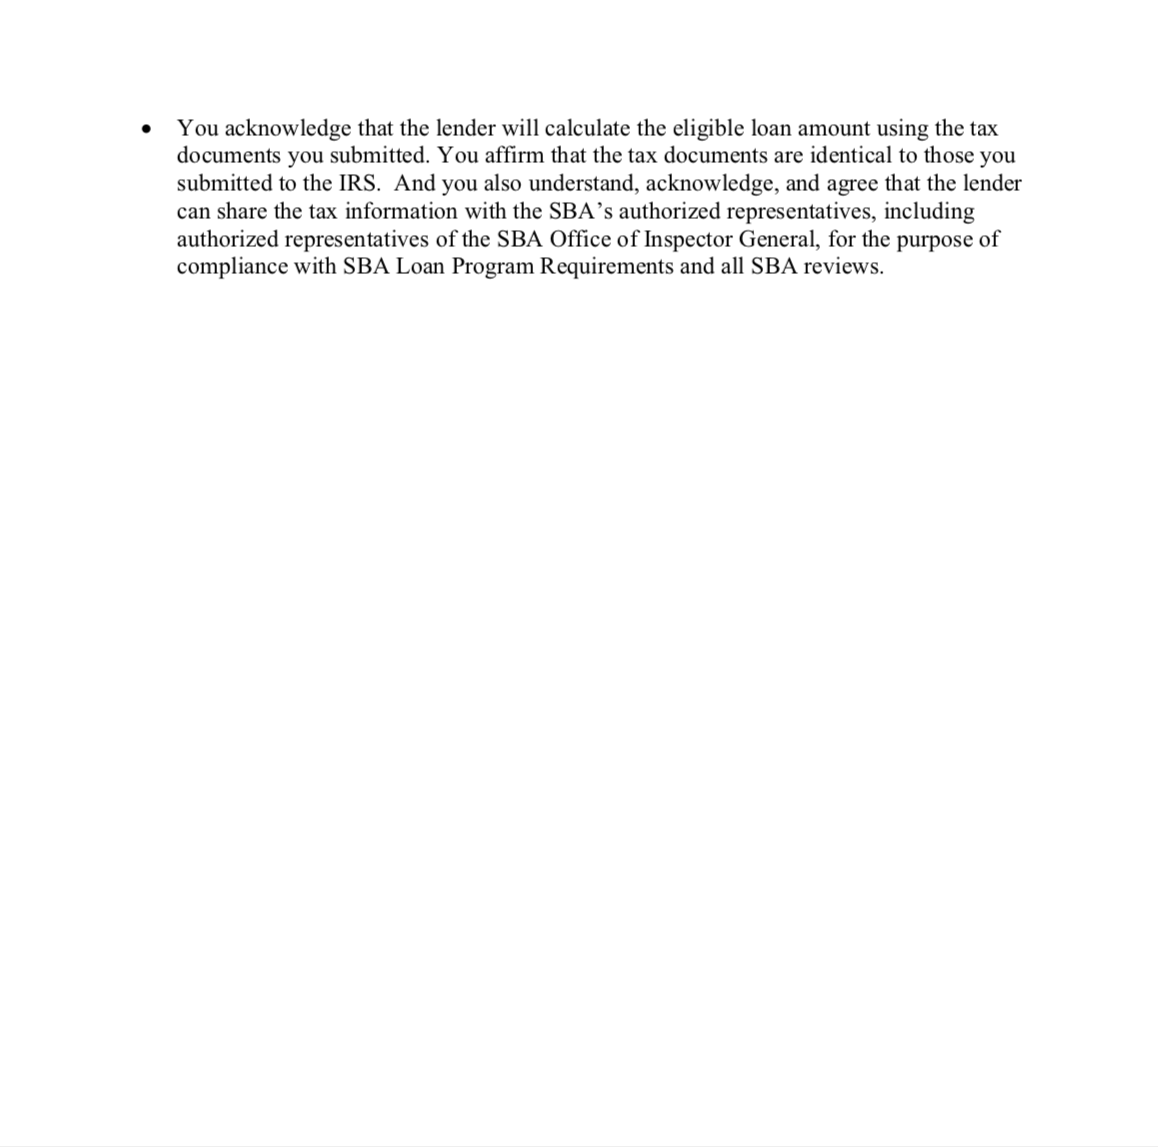 • You acknowledge that the lender will calculate the eligible loan amount using the tax
documents you submitted. You affirm that the tax documents are identical to those you
submitted to the IRS.  And you also understand, acknowledge, and agree that the lender
can share the tax information with the SBA’s authorized representatives, including
authorized representatives of the SBA Office of Inspector General, for the purpose of
compliance with SBA Loan Program Requirements and all SBA reviews.